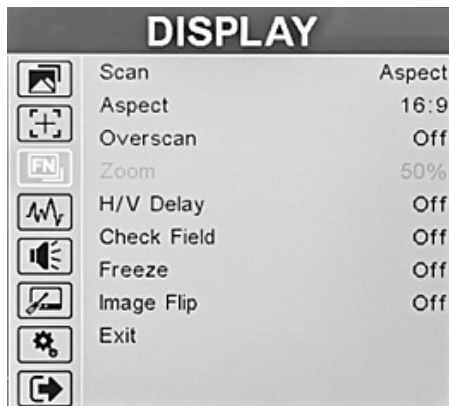 DISPLAY
Scan Aspect
Aspect 16:9
Overscan Off
FN
Zoom 50%
H/V Delay Off
Check Field Off
Freeze Off
Image Flip Off
Exit